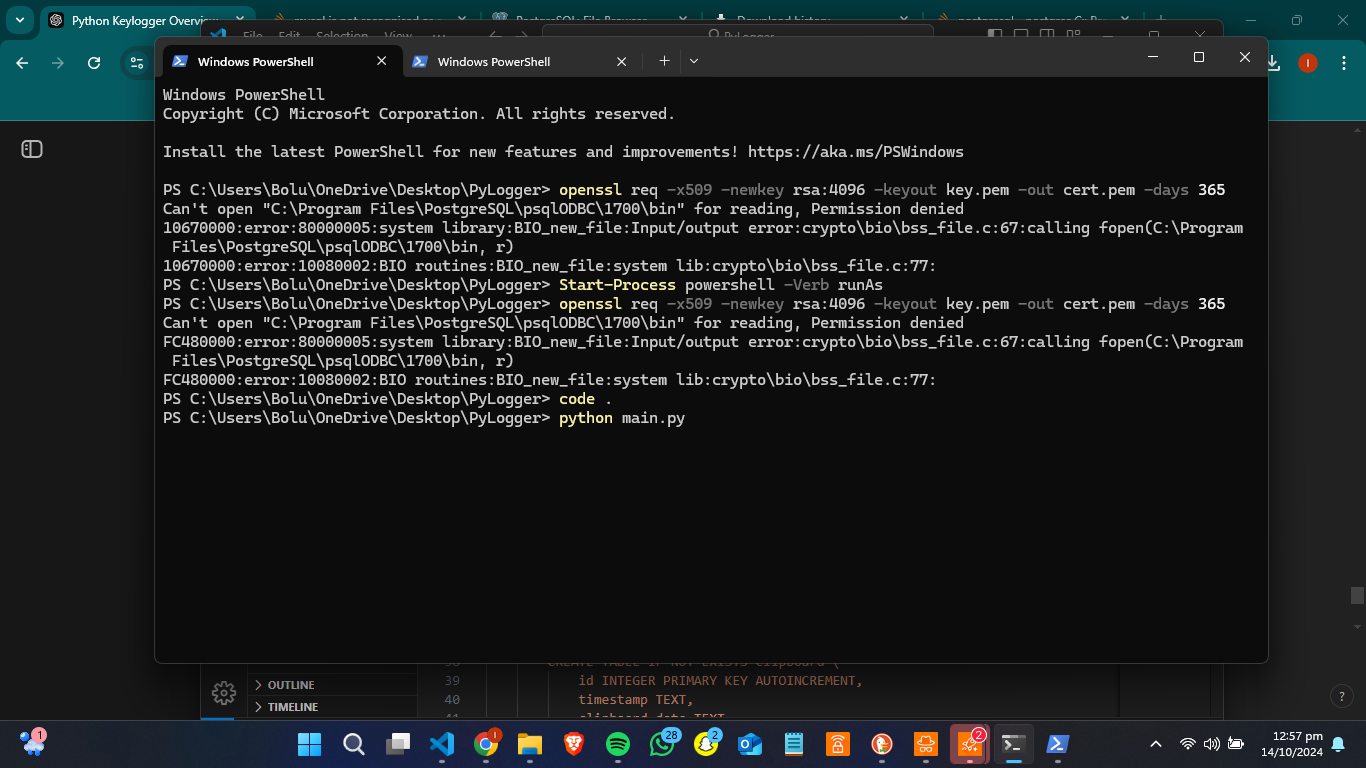 Python Keylogger Overview
File Edit Selection View ...
PyLogger
Windows PowerShell
Windows PowerShell
Windows PowerShell
Copyright (C) Microsoft Corporation. All rights reserved.
Install the latest PowerShell for new features and improvements! https://aka.ms/PSWindows
PS C:\Users\Bolu\OneDrive\Desktop\PyLogger> openssl req -x509 -newkey rsa:4096 -keyout key.pem -out cert.pem -days 365
Can't open "C:\Program Files\PostgreSQL\psqlODBC\1700\bin" for reading, Permission denied
10670000:error:80000005:system library:BIO_new_file:Input/output error:crypto\bio\bss_file.c:67:calling fopen(C:\Program
Files\PostgreSQL\psqlODBC\1700\bin, r)
10670000:error:10080002:BIO routines:BIO_new_file:system lib:crypto\bio\bss_file.c:77:
PS C:\Users\Bolu\OneDrive\Desktop\PyLogger> Start-Process powershell -Verb runAs
PS C:\Users\Bolu\OneDrive\Desktop\PyLogger> openssl req -x509 -newkey rsa:4096 -keyout key.pem -out cert.pem -days 365
Can't open "C:\Program Files\PostgreSQL\psqlODBC\1700\bin" for reading, Permission denied
FC480000:error:80000005:system library:BIO_new_file:Input/output error:crypto\bio\bss_file.c:67:calling fopen(C:\Program
Files\PostgreSQL\psqlODBC\1700\bin, r)
FC480000:error:10080002:BIO routines:BIO_new_file:system lib:crypto\bio\bss_file.c:77:
PS C:\Users\Bolu\OneDrive\Desktop\PyLogger> code .
PS C:\Users\Bolu\OneDrive\Desktop\PyLogger> python main.py
39 id INTEGER PRIMARY KEY AUTOINCREMENT,
40 timestamp TEXT,
OUTLINE
TIMELINE
I
?
1
I
28
2
2
12:57 pm
14/10/2024